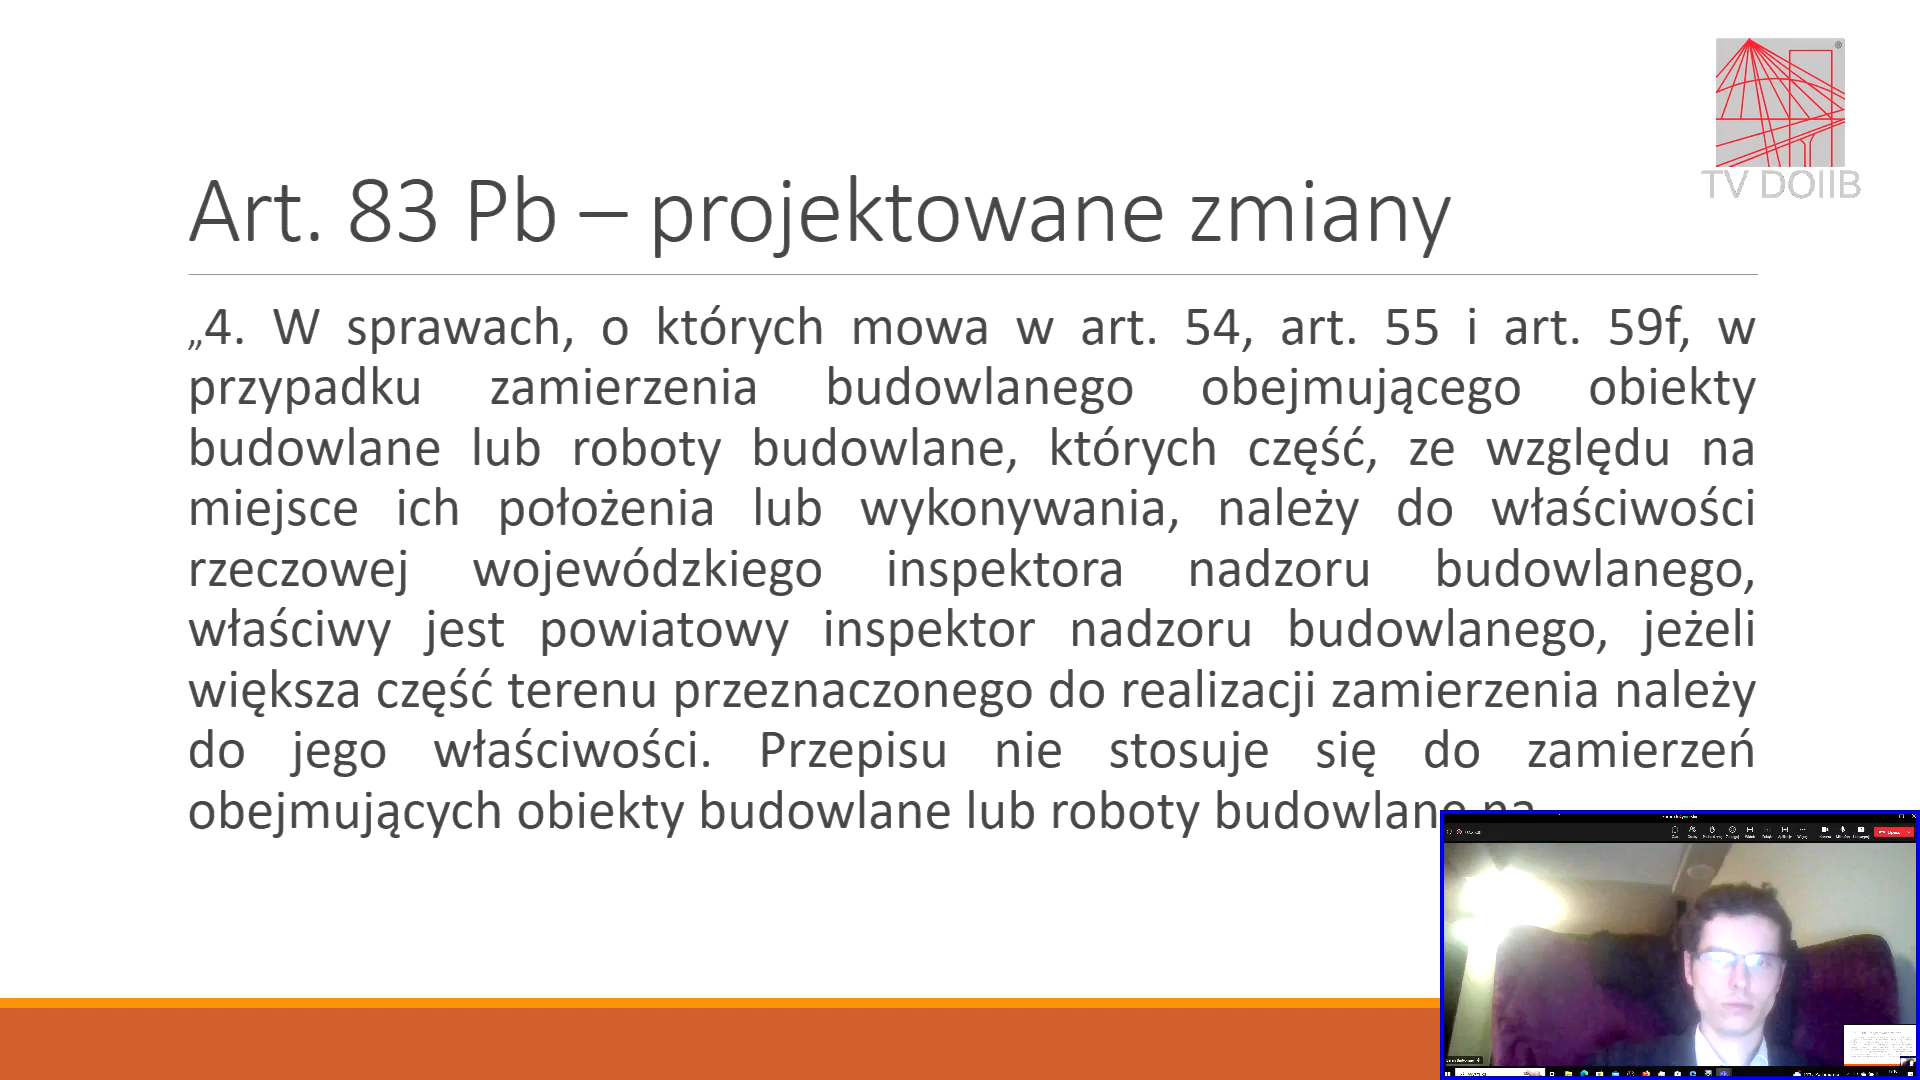 TV DOIIB
Art. 83 Pb – projektowane zmiany
„4. W sprawach, o których mowa w art. 54, art. 55 i art. 59f, w
przypadku zamierzenia budowlanego obejmującego obiekty
budowlane lub roboty budowlane, których część, ze względu na
miejsce ich położenia lub wykonywania, należy do właściwości
rzeczowej wojewódzkiego inspektora nadzoru budowlanego,
właściwy jest powiatowy inspektor nadzoru budowlanego, jeżeli
większa część terenu przeznaczonego do realizacji zamierzenia należy
do jego właściwości. Przepisu nie stosuje się do zamierzeń
obejmujących obiekty budowlane lub roboty budowlane na